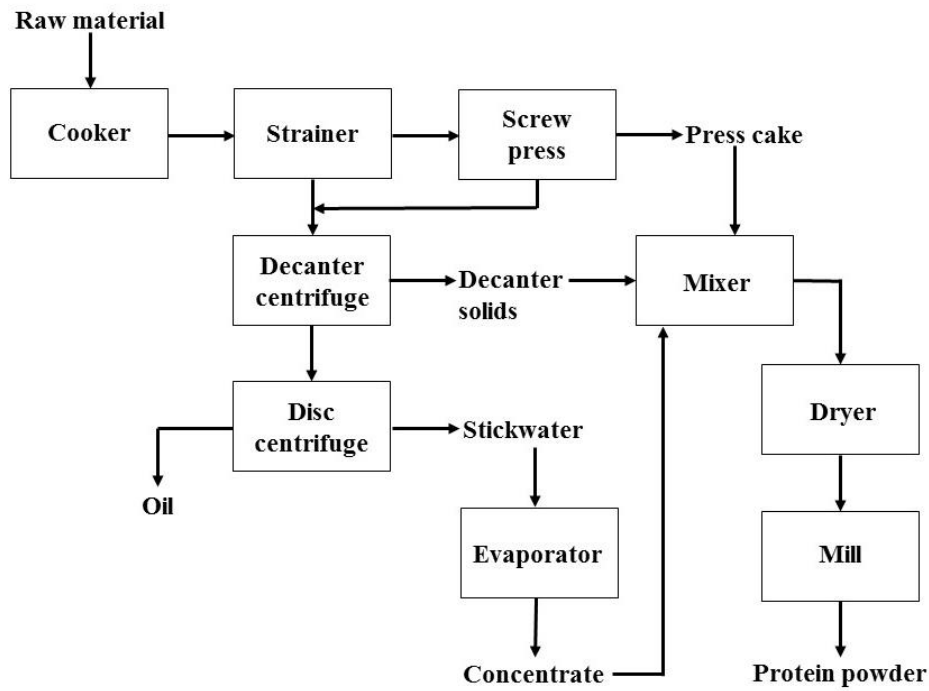 Raw material
Cooker
Strainer
Screw
press
Press cake
Decanter
centrifuge
Decanter
solids
Mixer
Disc
centrifuge
Stickwater
Dryer
Oil
Evaporator
Mill
Concentrate
Protein powder